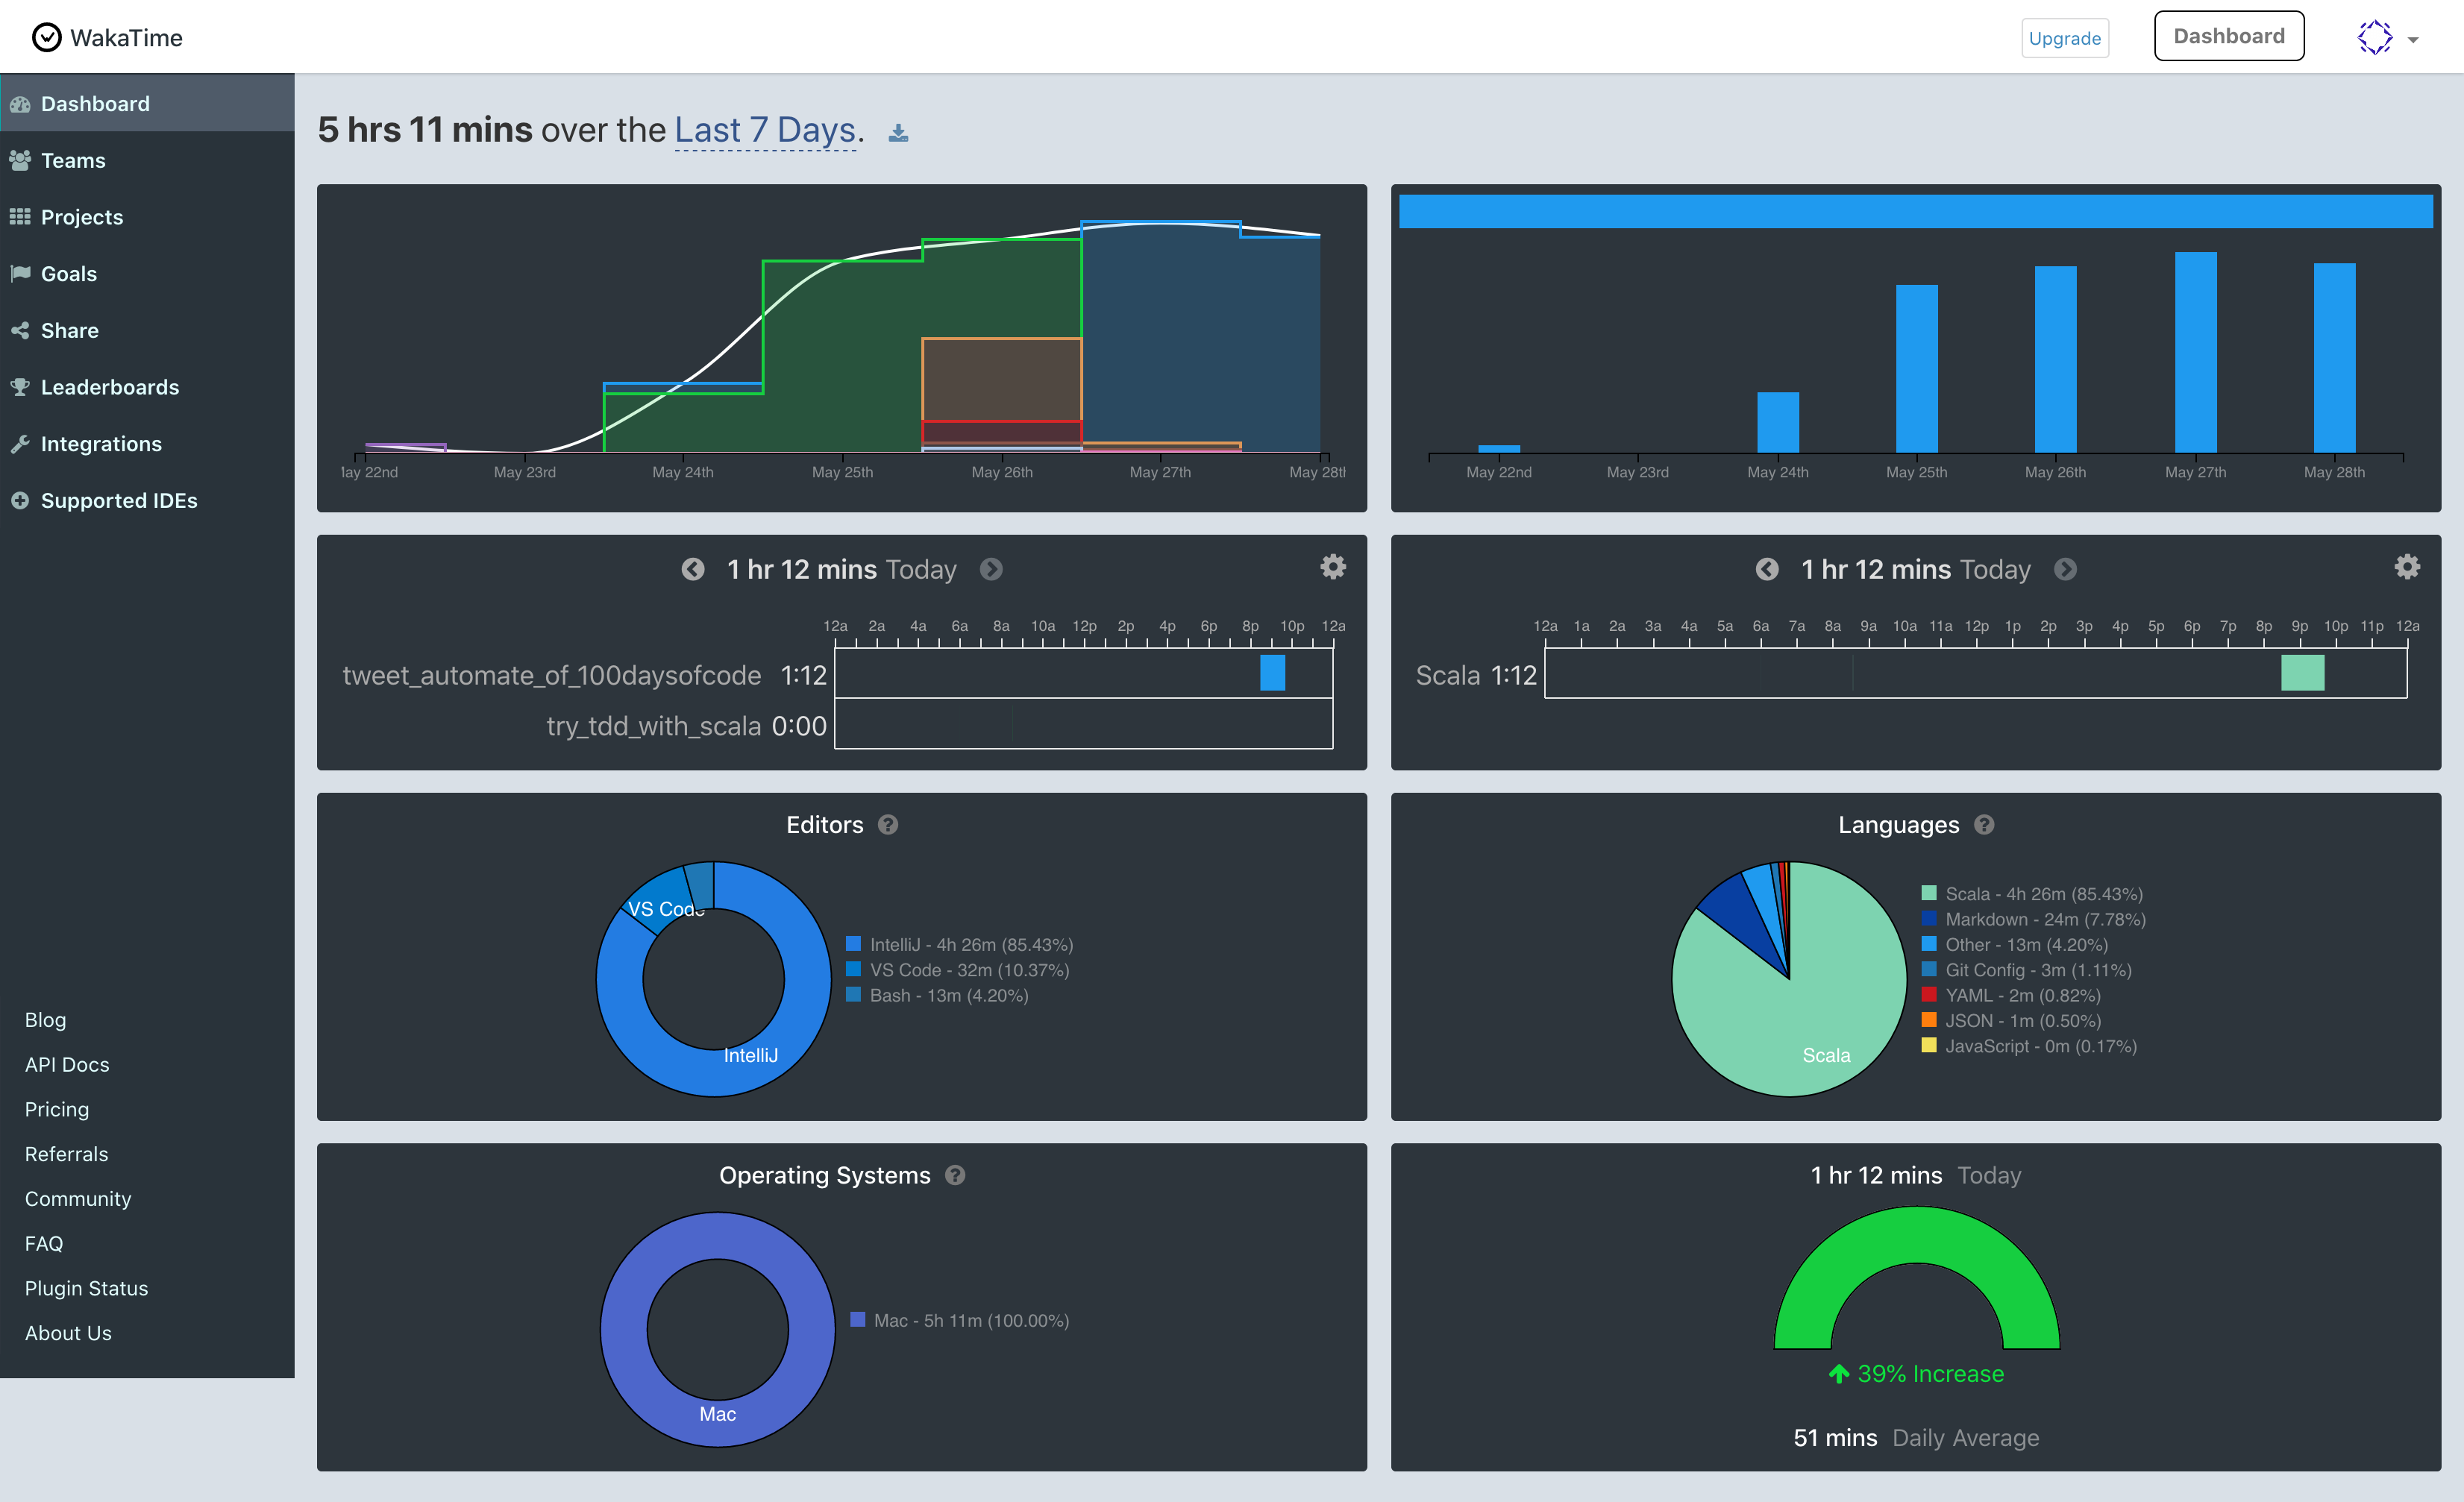 WakaTime
Upgrade
Dashboard
Dashboard
Teams
Projects
Goals
Share
Leaderboards
Integrations
Supported IDEs
Blog
API Docs
Pricing
Referrals
Community
FAQ
Plugin Status
About Us
5 hrs 11 mins over the Last 7 Days.
lay 22nd May 23rd May 24th May 25th May 26th May 27th May 28tl
May 22nd May 23rd May 24th May 25th May 26th May 27th May 28th
1 hr 12 mins Today
12a 2a 4a 6a 8a 10a 12p 2p 4p 6p 8p 10p 12a
tweet_automate_of_100daysofcode 1:12
try_tdd_with_scala 0:00
1 hr 12 mins Today
12a 1a 2a 3a 4a 5a 6a 7a 8a 9a 10a 11a 12p 1p 2p 3p 4p 5p 6p 7p 8p 9p 10p 11p 12a
Scala 1:12
Editors ?
VS Code
IntelliJ
IntelliJ - 4h 26m (85.43%)
VS Code - 32m (10.37%)
Bash - 13m (4.20%)
Languages ?
Scala
Scala - 4h 26m (85.43%)
Markdown - 24m (7.78%)
Other - 13m (4.20%)
Git Config - 3m (1.11%)
YAML - 2m (0.82%)
JSON - 1m (0.50%)
JavaScript - 0m (0.17%)
Operating Systems ?
Mac
Mac - 5h 11m (100.00%)
1 hr 12 mins Today
39% Increase
51 mins Daily Average